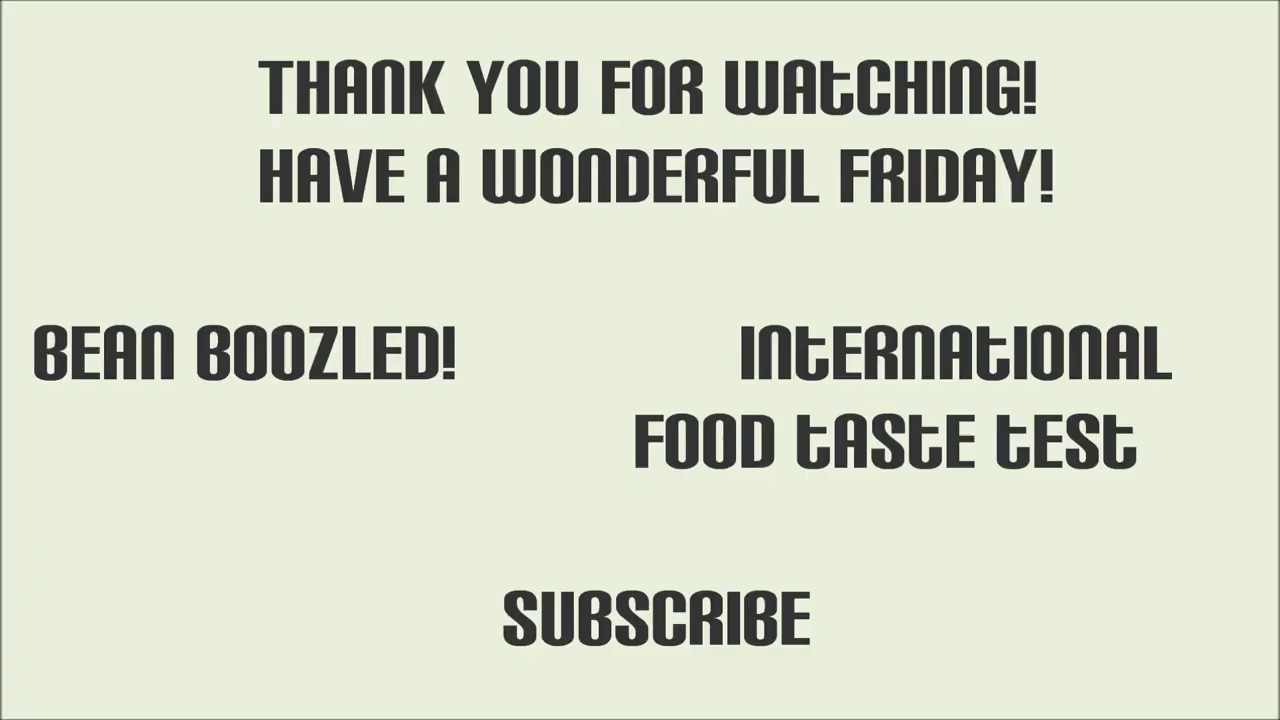 THANK YOU FOR WATCHING!
HAVE A WONDERFUL FRIDAY!
BEAN BOOZLED!
INTERNATIONAL
FOOD TASTE TEST
SUBSCRIBE